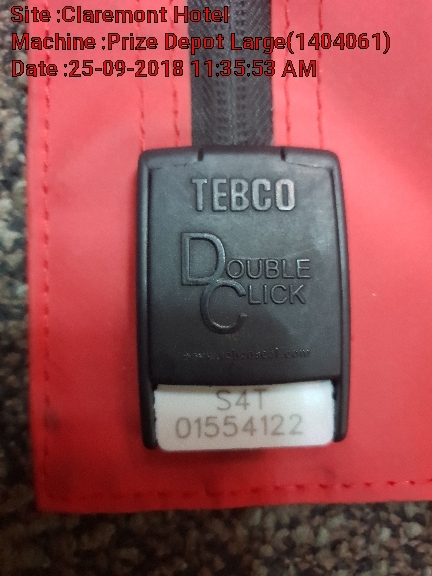 Site :Claremont Hotel
Machine :Prize Depot Large(1404061)
Date :25-09-2018 11:35:53 AM
TEBCO
DOUBLE
CLICK
S4T
01554122